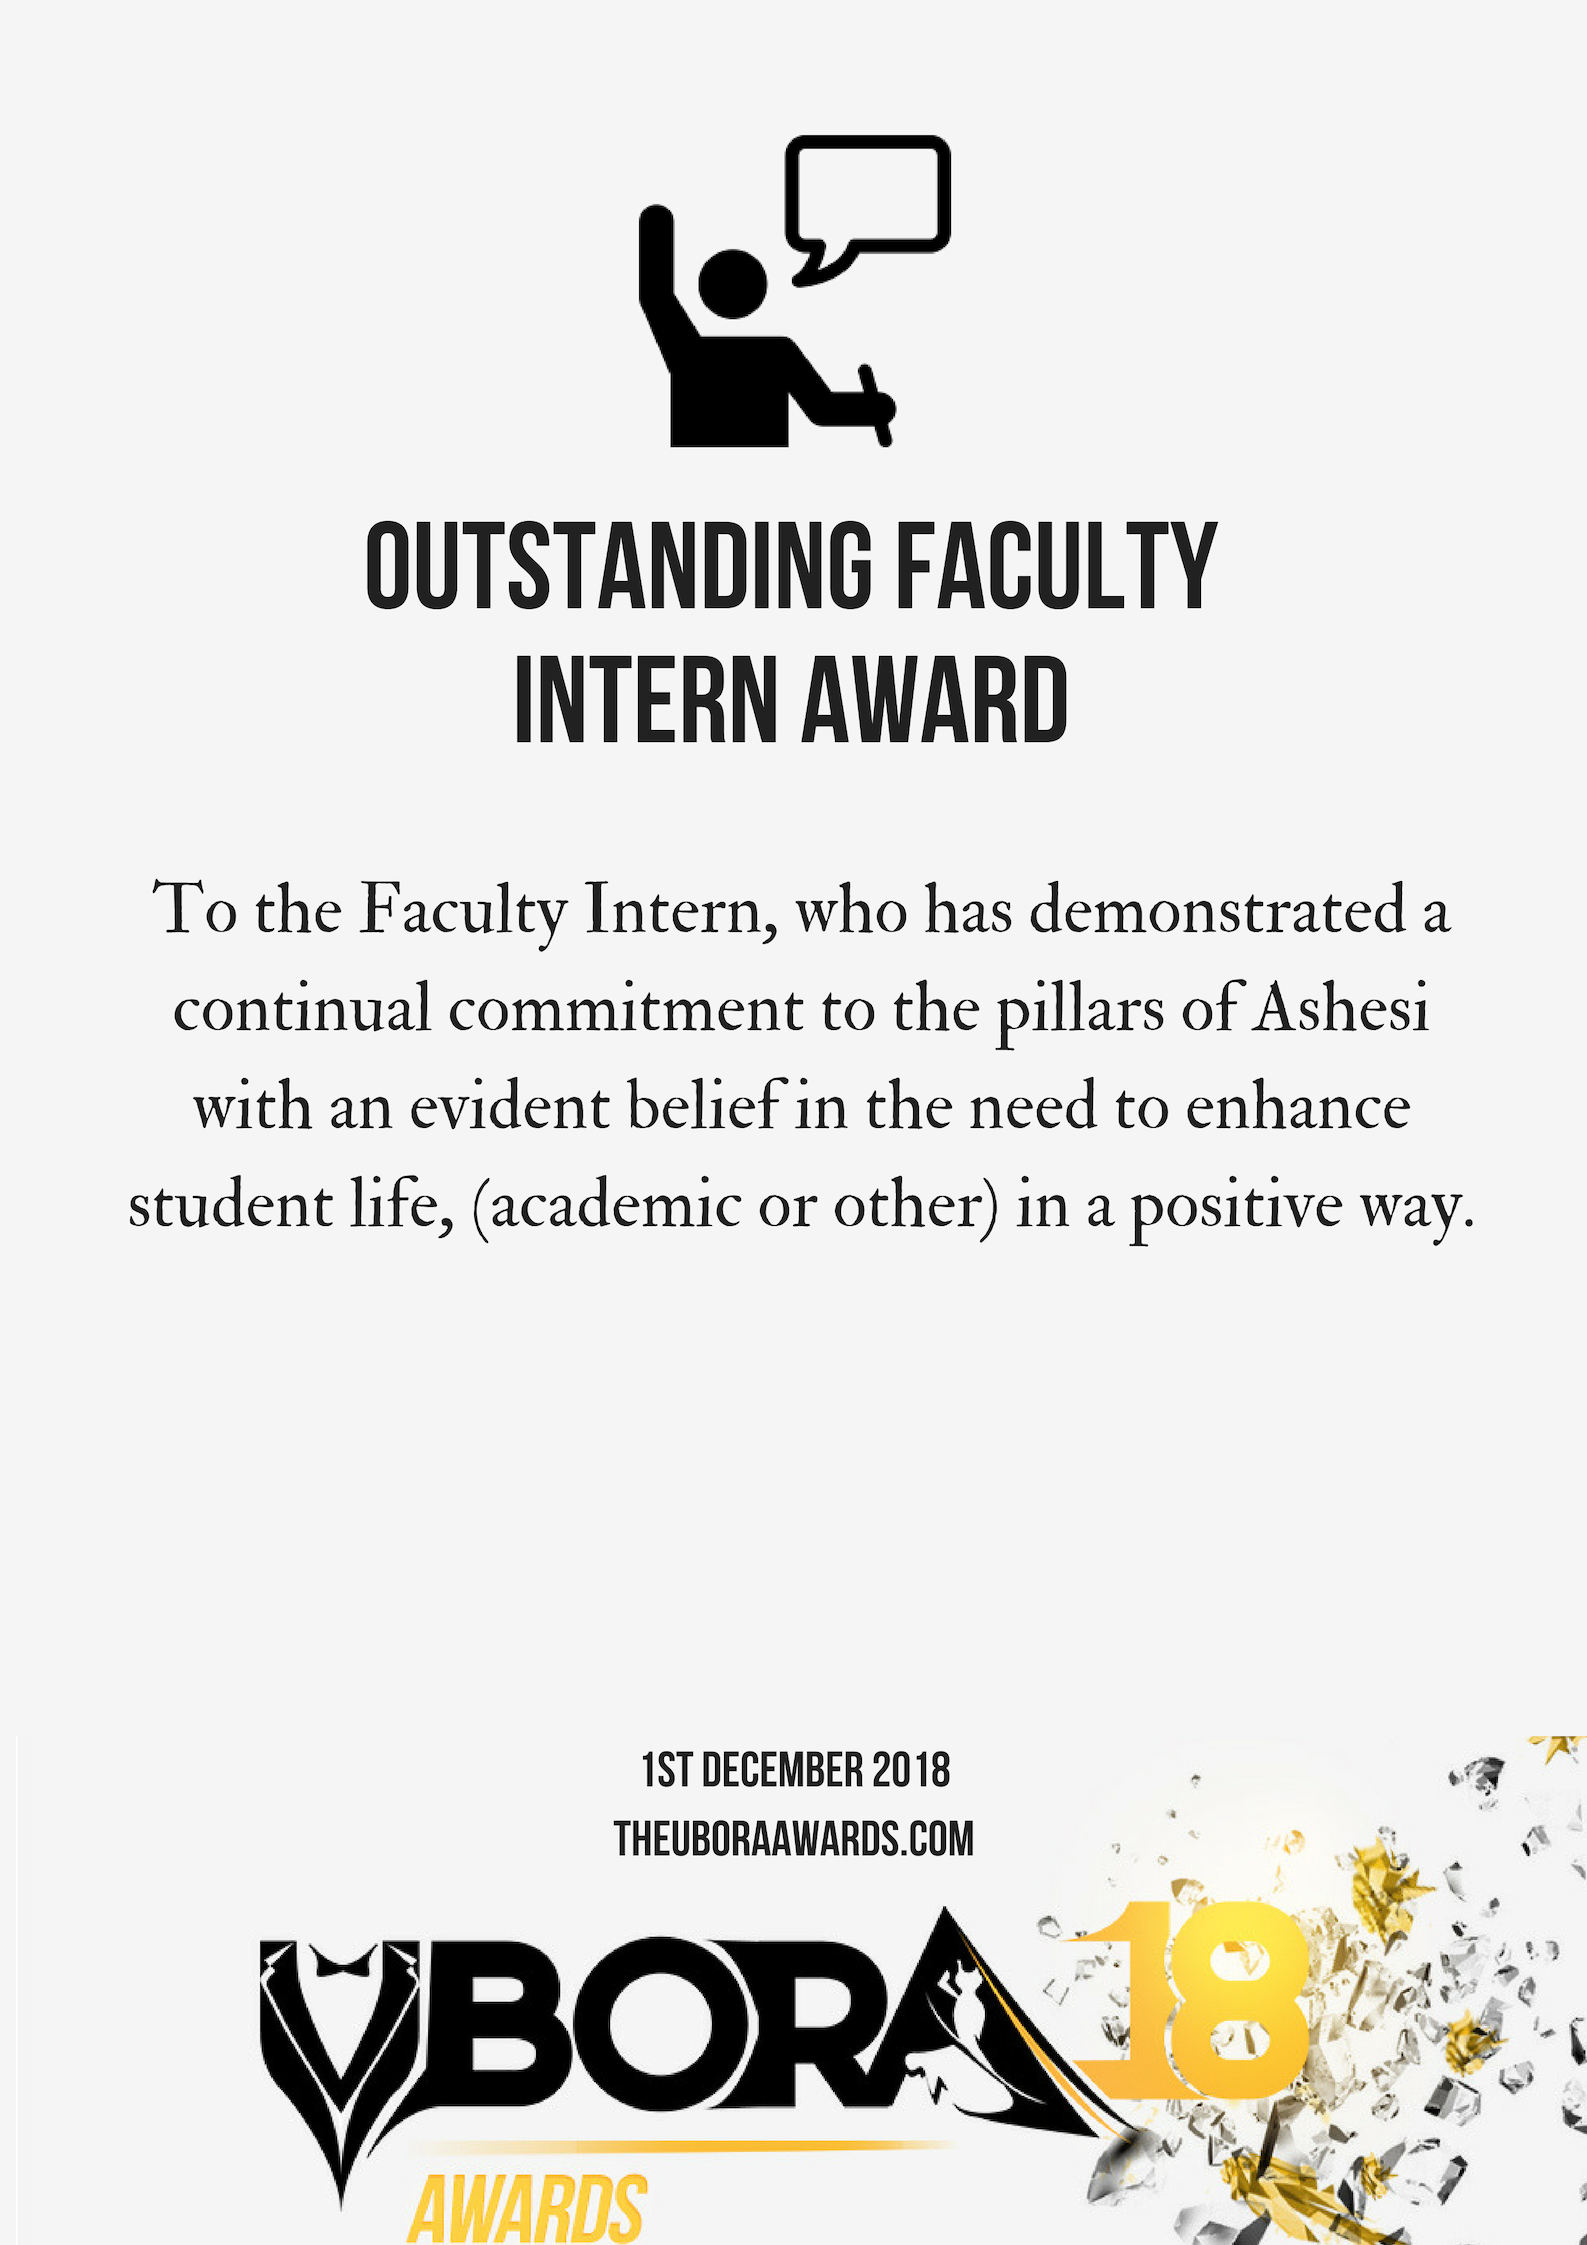 OUTSTANDING FACULTY
INTERN AWARD
To the Faculty Intern, who has demonstrated a
continual commitment to the pillars of Ashesi
with an evident belief in the need to enhance
student life, (academic or other) in a positive way.
1ST DECEMBER 2018
THEUBORAAWARDS.COM
UBORA 18
AWARDS